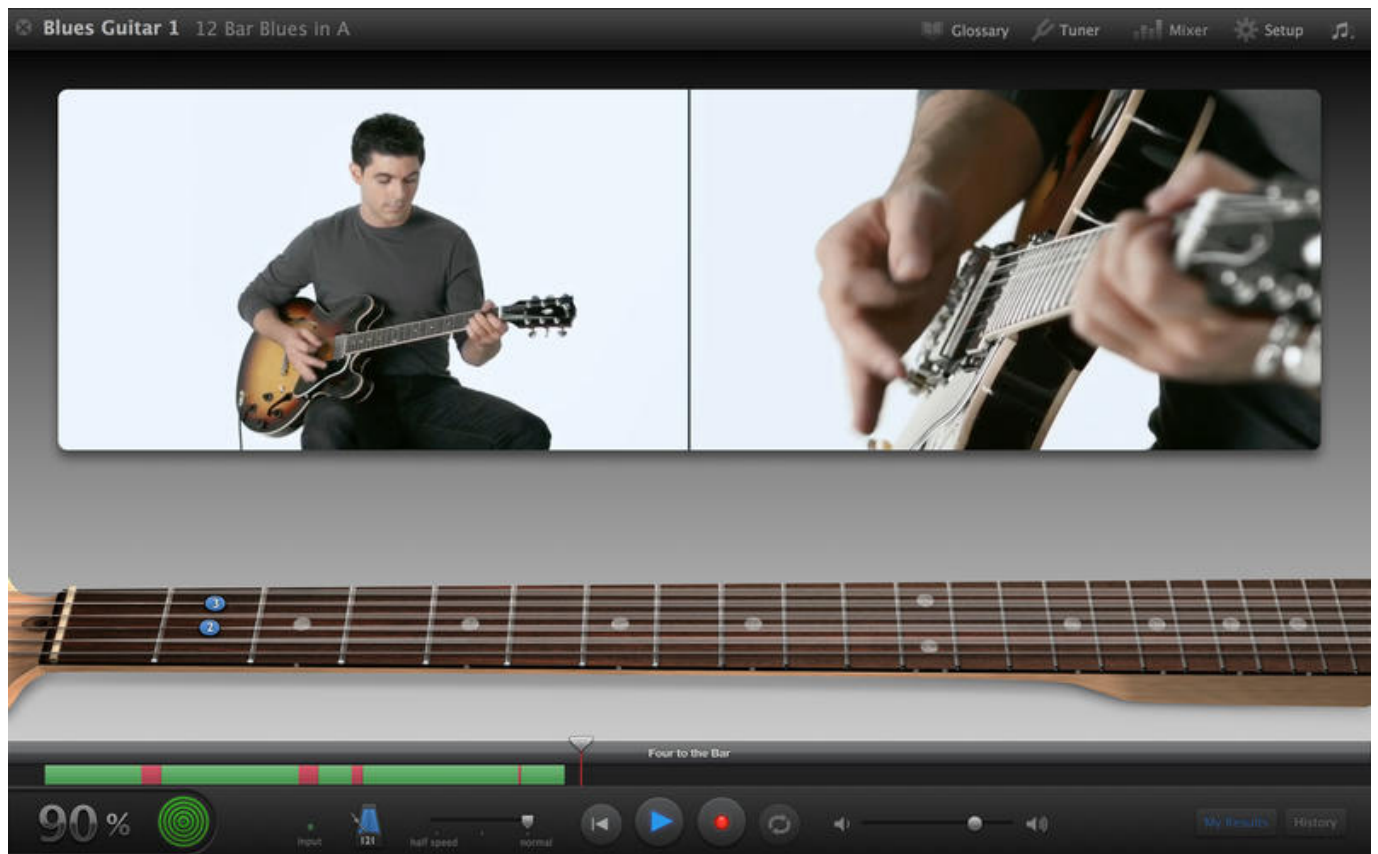 Blues Guitar 1 12 Bar Blues in A
Glossary Tuner Mixer Setup
3
2
Four to the Bar
90 %
input 121 half speed normal
My Results History